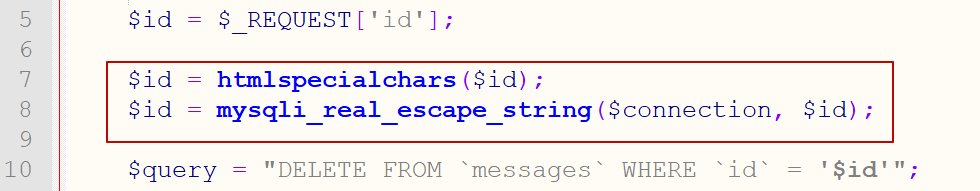 5 $id = $_REQUEST['id'];
6
7 $id = htmlspecialchars($id);
8 $id = mysqli_real_escape_string($connection, $id);
9
10 $query = "DELETE FROM `messages` WHERE `id` = '$id'";